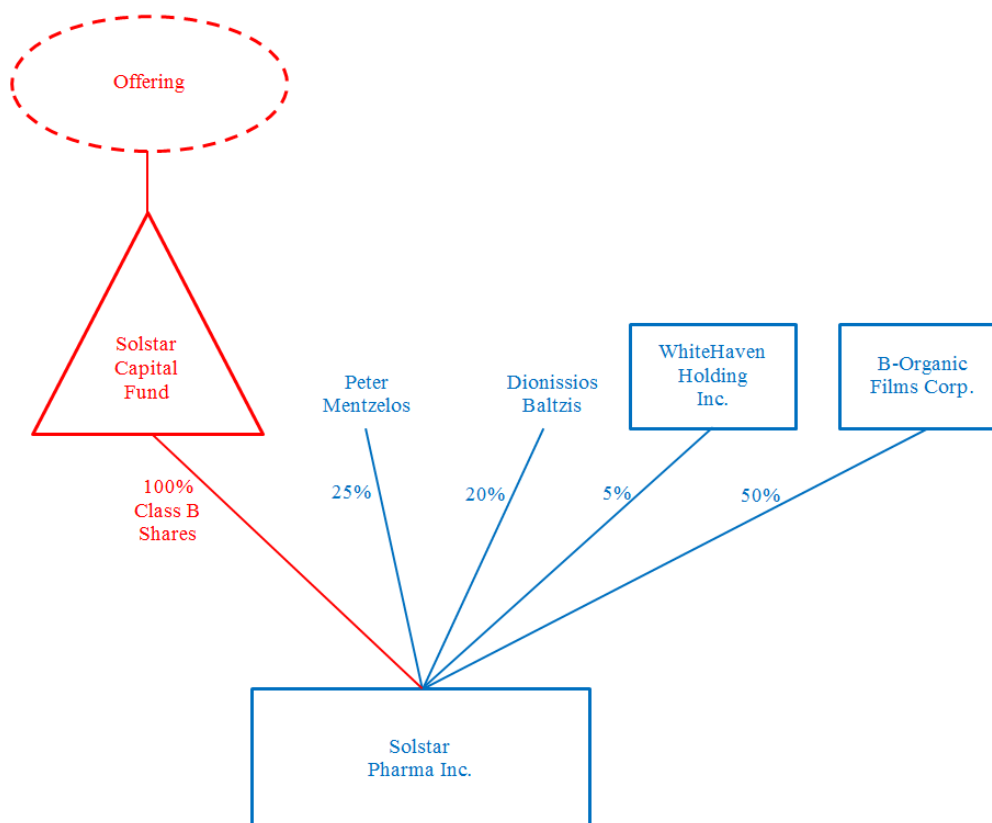 Offering
Solstar
Capital
Fund
Peter
Mentzelos
Dionissios
Baltzis
WhiteHaven
Holding
Inc.
B-Organic
Films Corp.
100%
Class B
Shares
25%
20%
5%
50%
Solstar
Pharma Inc.